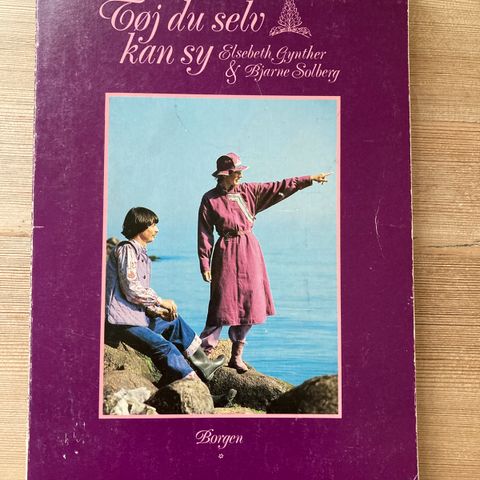 Tøj du selv
kan sy
Elsebeth Gynther
& Bjarne Solberg
Borgen